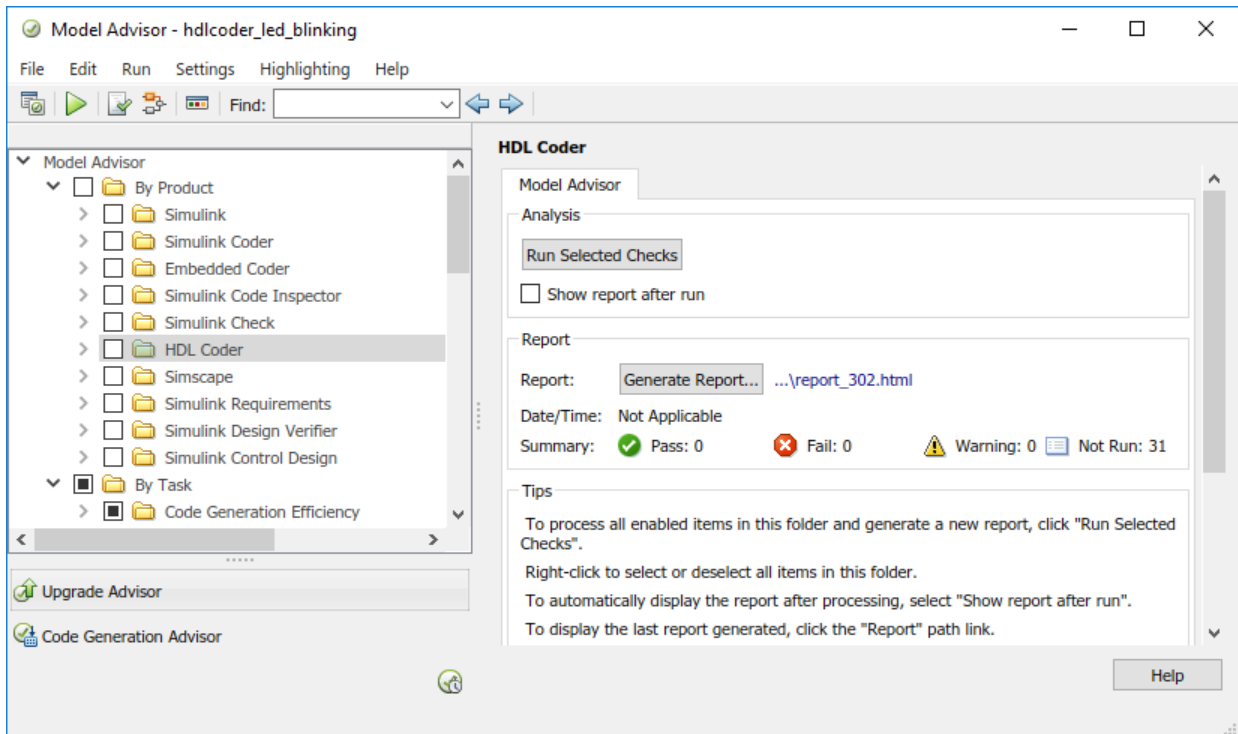 Model Advisor - hdlcoder_led_blinking
File Edit Run Settings Highlighting Help
Find:
Model Advisor
By Product
Simulink
Simulink Coder
Embedded Coder
Simulink Code Inspector
Simulink Check
HDL Coder
Simscape
Simulink Requirements
Simulink Design Verifier
Simulink Control Design
By Task
Code Generation Efficiency
Upgrade Advisor
Code Generation Advisor
HDL Coder
Model Advisor
Analysis
Run Selected Checks
Show report after run
Report
Report: Generate Report... ...\report_302.html
Date/Time: Not Applicable
Summary: Pass: 0 Fail: 0 Warning: 0 Not Run: 31
Tips
To process all enabled items in this folder and generate a new report, click "Run Selected
Checks".
Right-click to select or deselect all items in this folder.
To automatically display the report after processing, select "Show report after run".
To display the last report generated, click the "Report" path link.
Help